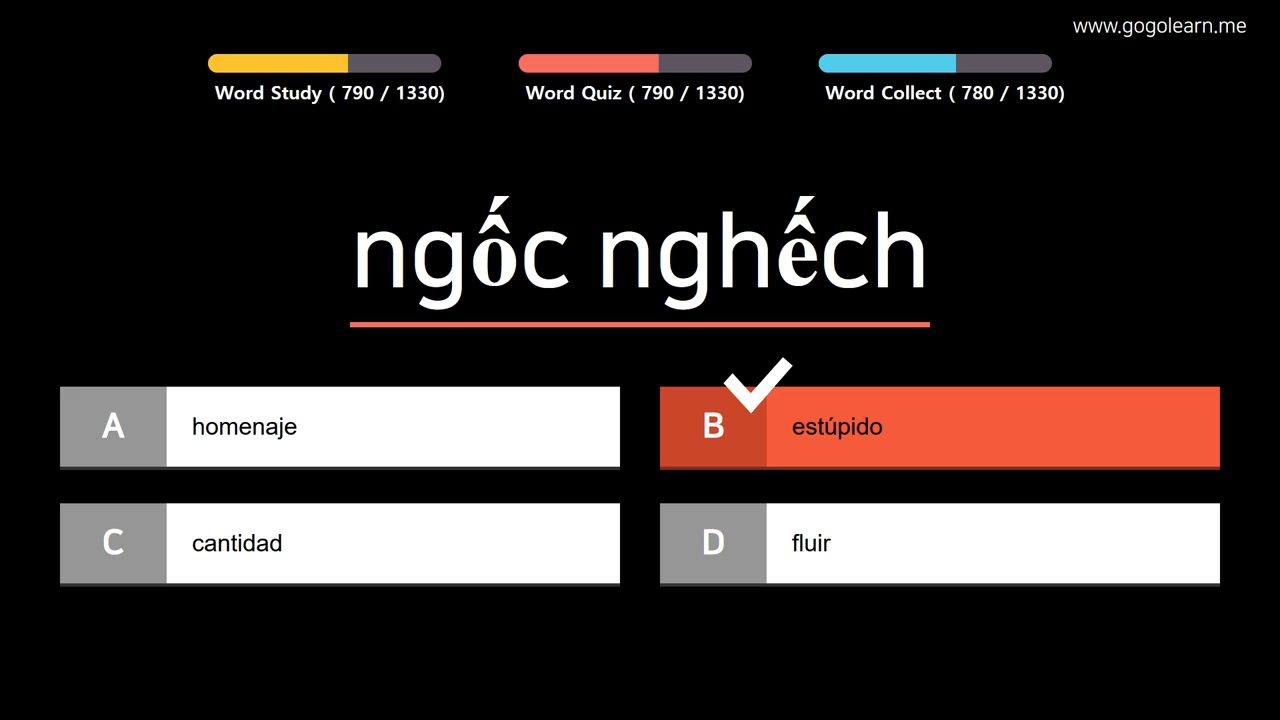 www.gogolearn.me
Word Study ( 790 / 1330)
Word Quiz ( 790 / 1330)
Word Collect ( 780 / 1330)
ngốc nghếch
A homenaje
B estúpido
C cantidad
D fluir